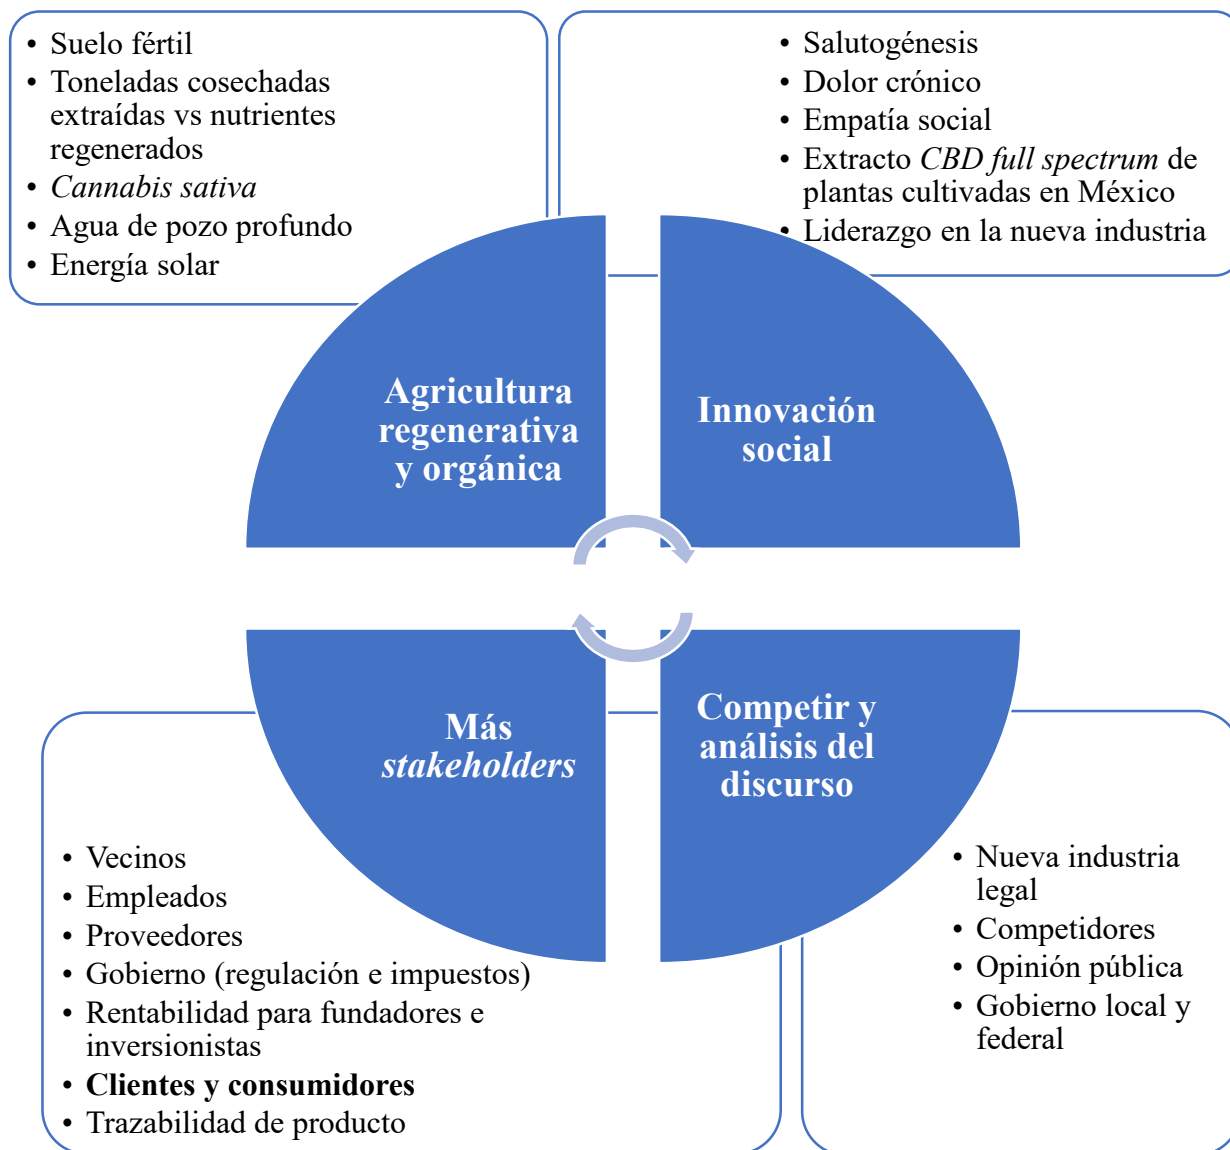 • Suelo fértil
• Toneladas cosechadas
extraídas vs nutrientes
regenerados
• Cannabis sativa
• Agua de pozo profundo
• Energía solar
• Salutogénesis
• Dolor crónico
• Empatía social
• Extracto CBD full spectrum de
plantas cultivadas en México
• Liderazgo en la nueva industria
Agricultura
regenerativa
y orgánica
Innovación
social
Más
stakeholders
Competir y
análisis del
discurso
• Vecinos
• Empleados
• Proveedores
• Gobierno (regulación e impuestos)
• Rentabilidad para fundadores e
inversionistas
• Clientes y consumidores
• Trazabilidad de producto
• Nueva industria
legal
• Competidores
• Opinión pública
• Gobierno local y
federal